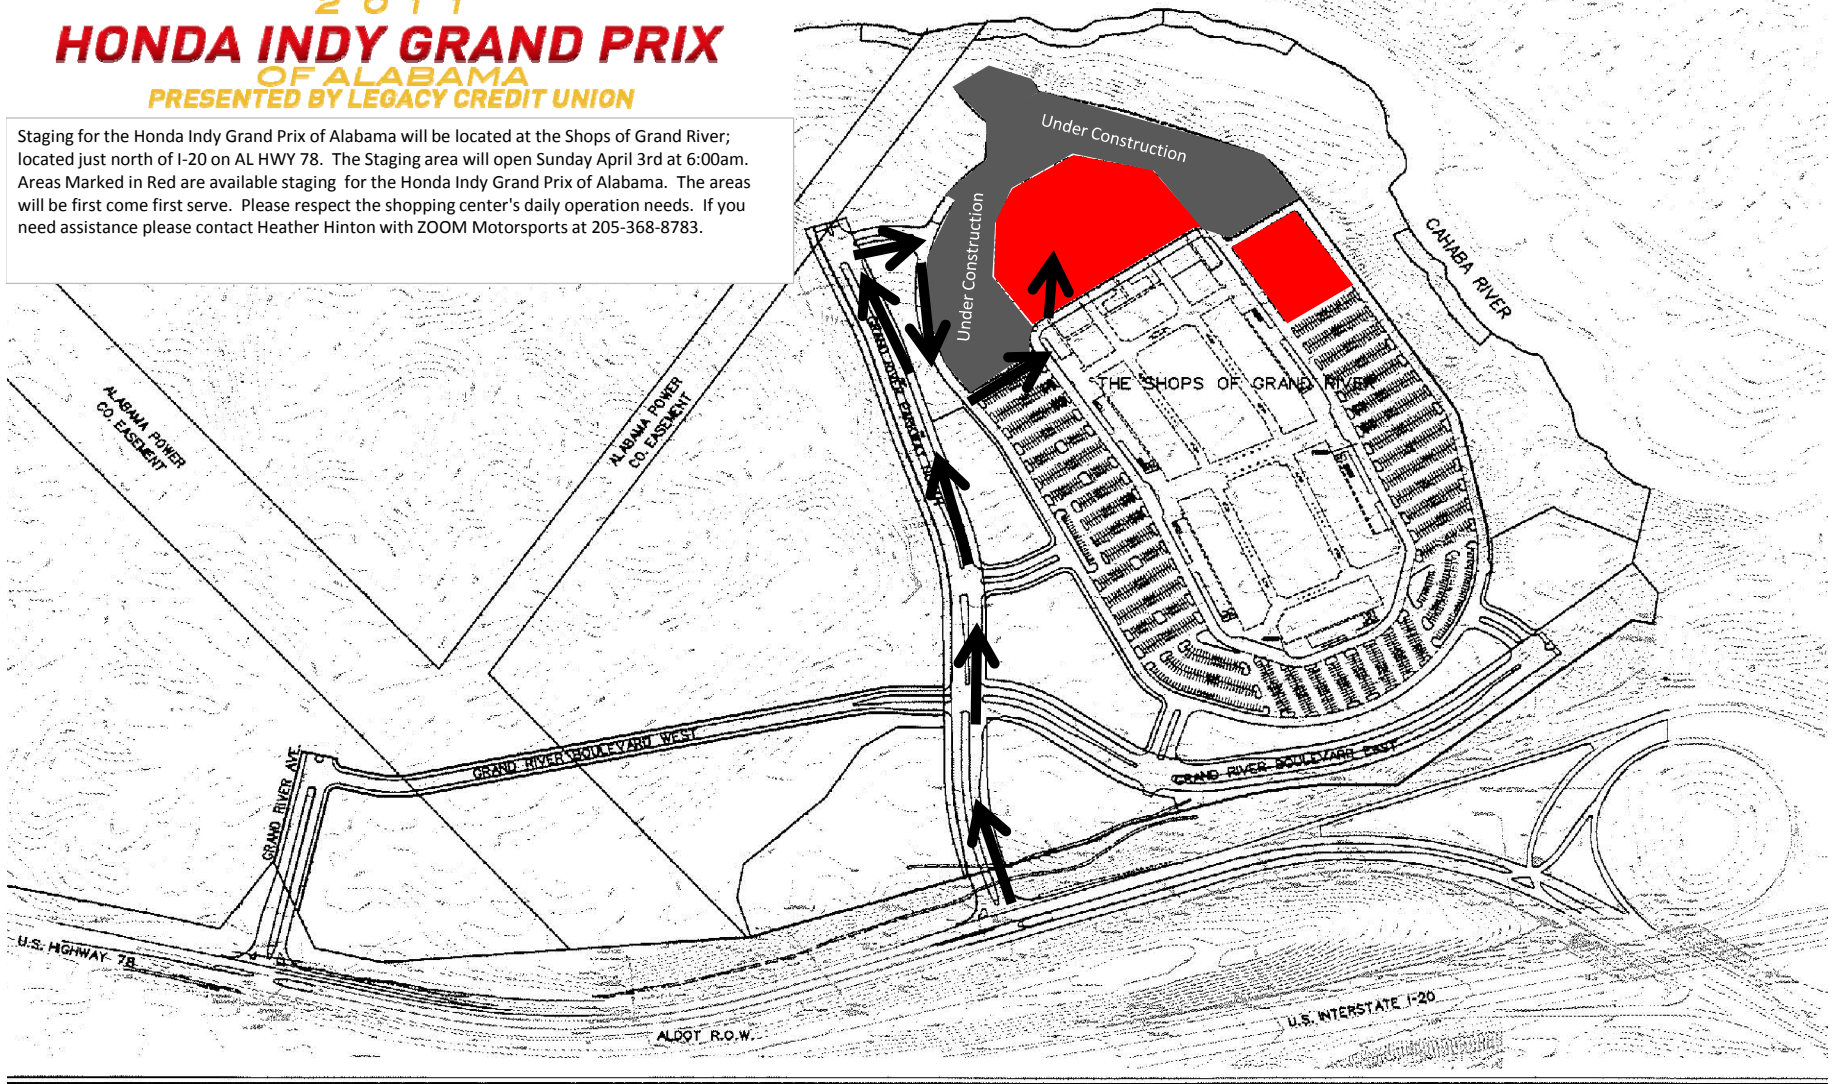 2011
HONDA INDY GRAND PRIX
OF ALABAMA
PRESENTED BY LEGACY CREDIT UNION
Staging for the Honda Indy Grand Prix of Alabama will be located at the Shops of Grand River;
located just north of I-20 on AL HWY 78.  The Staging area will open Sunday April 3rd at 6:00am.
Areas Marked in Red are available staging  for the Honda Indy Grand Prix of Alabama.  The areas
will be first come first serve.  Please respect the shopping center's daily operation needs.  If you
need assistance please contact Heather Hinton with ZOOM Motorsports at 205-368-8783.
Under Construction
Under Construction
CAHABA RIVER
THE SHOPS OF GRAND RIVER
ALABAMA POWER
CO. EASEMENT
ALABAMA POWER
CO. EASEMENT
GRAND RIVER PARKWAY
GRAND RIVER BOULEVARD WEST
GRAND RIVER BOULEVARD EAST
GRAND RIVER AVE.
U.S. HIGHWAY 78
U.S. INTERSTATE I-20
ALDOT R.O.W.